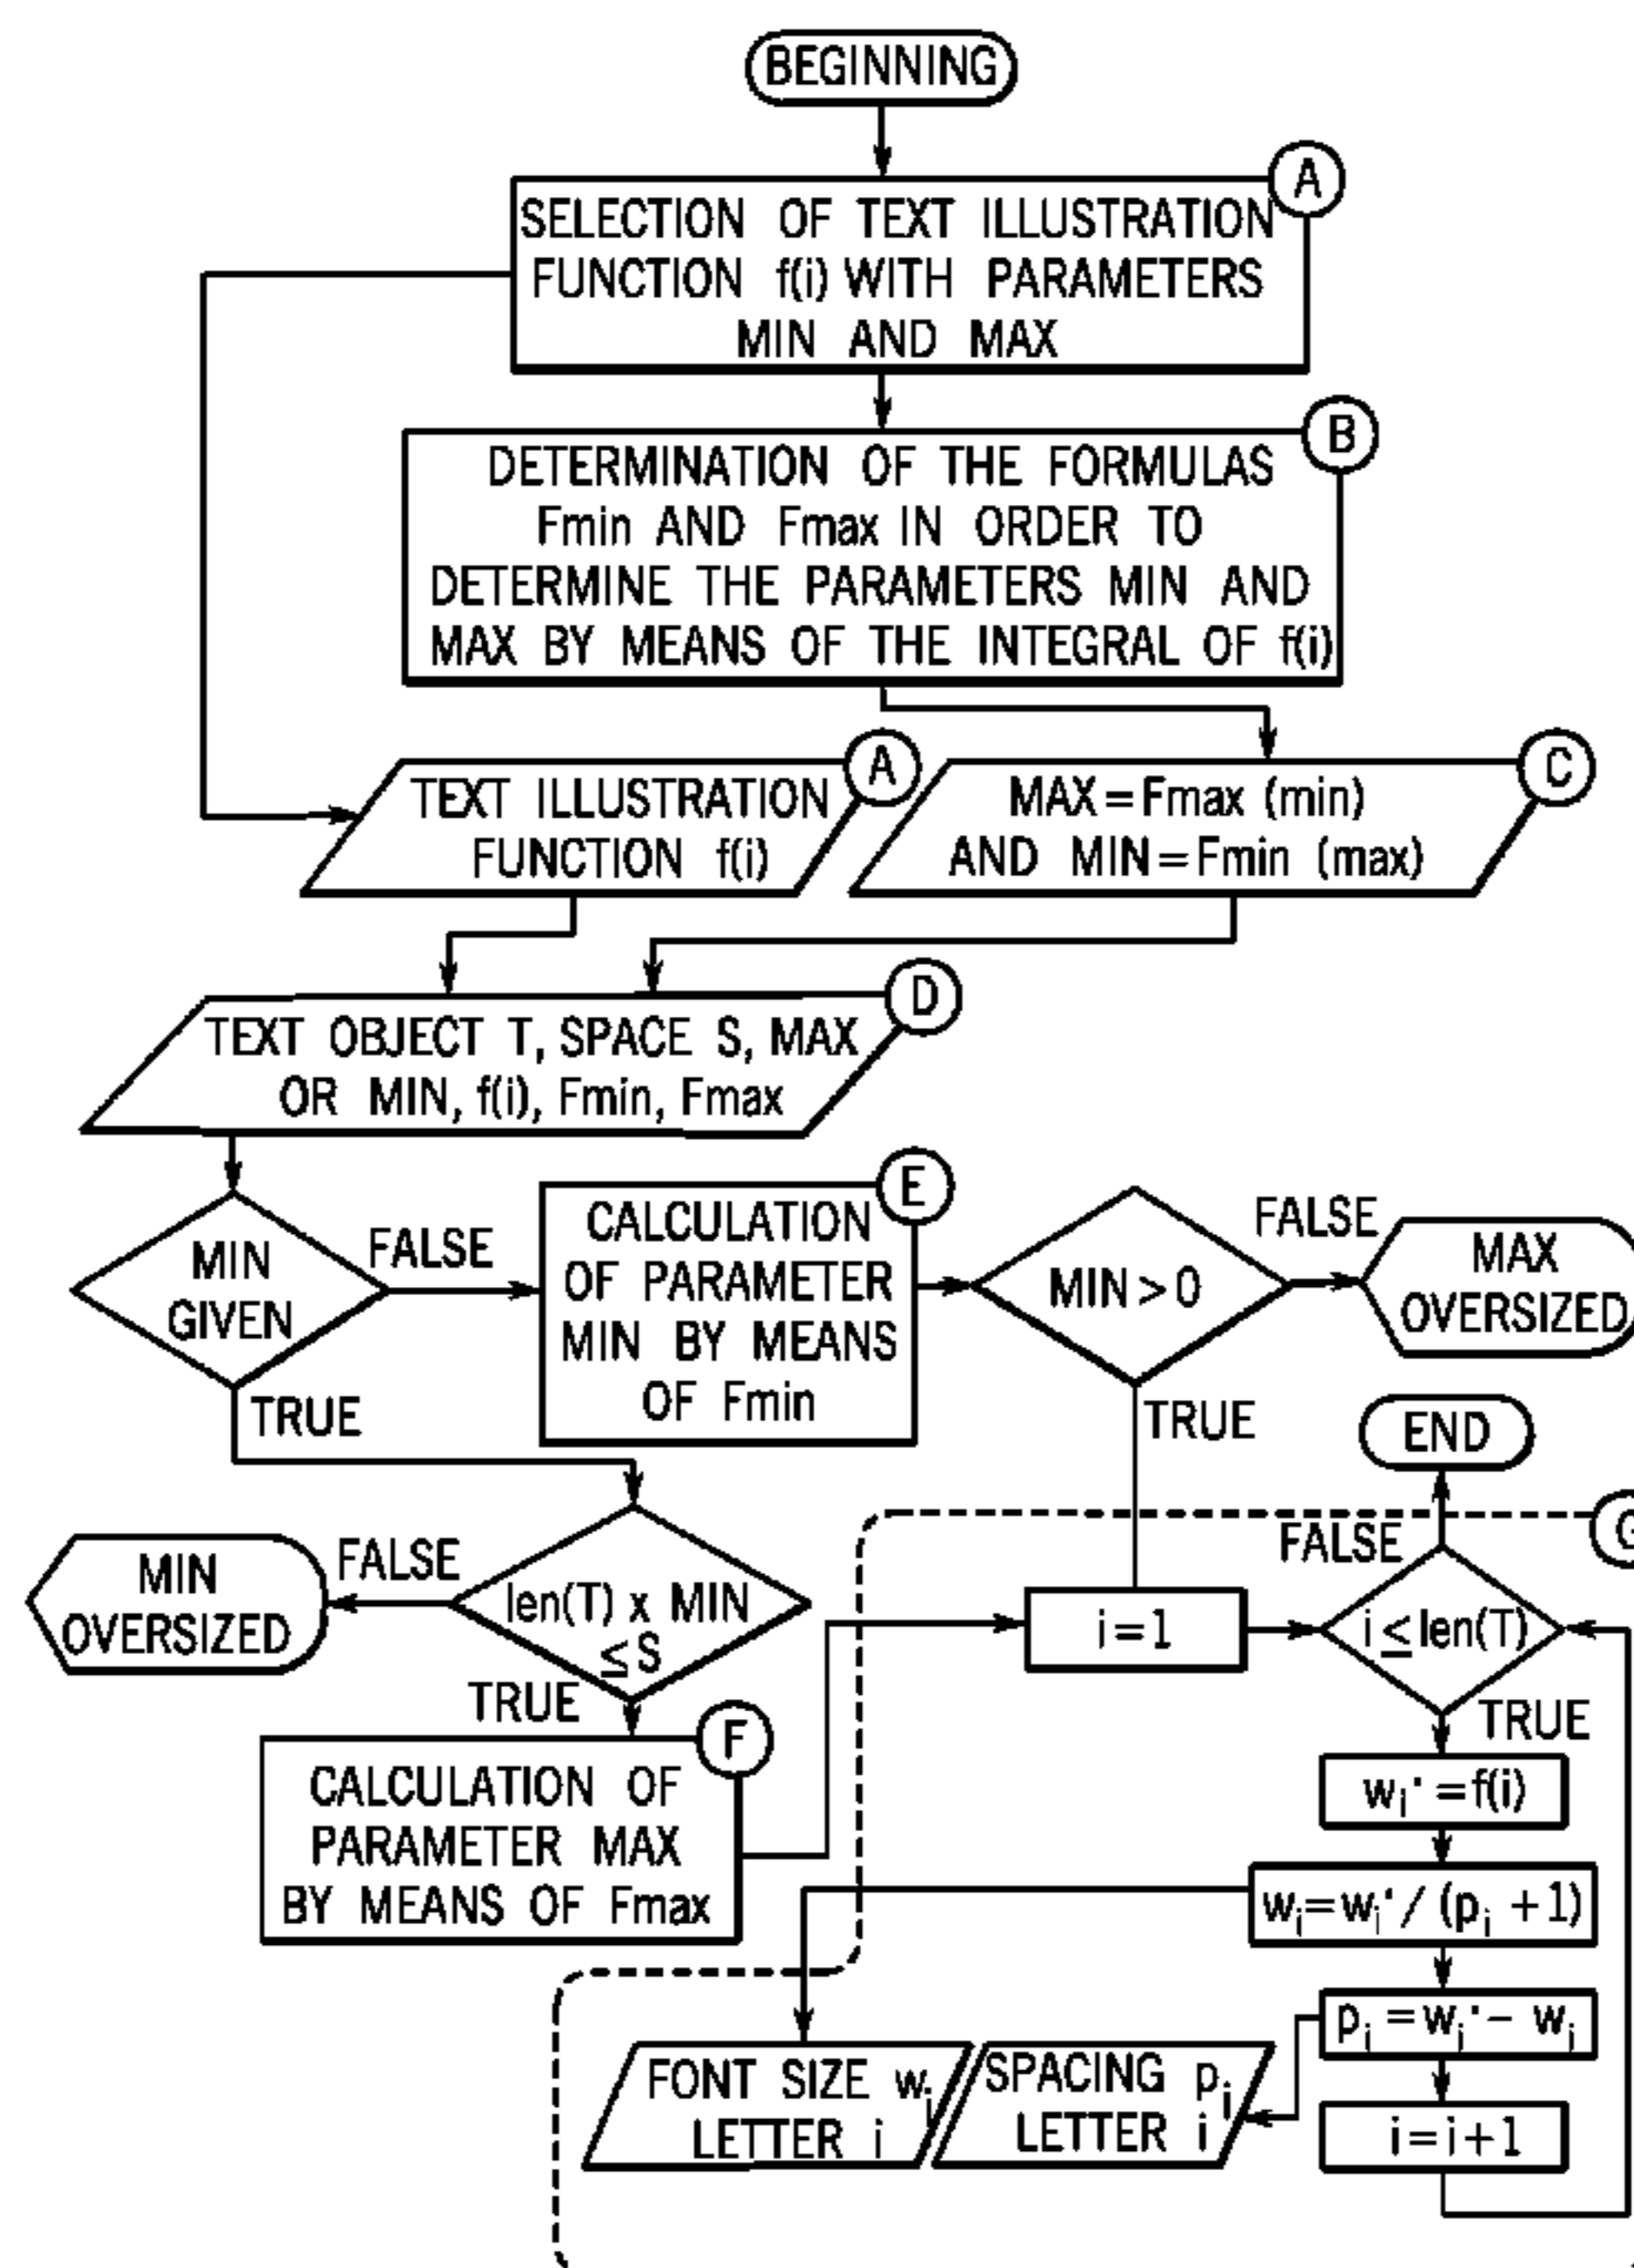 BEGINNING
A
SELECTION OF TEXT ILLUSTRATION
FUNCTION f(i) WITH PARAMETERS
MIN AND MAX
B
DETERMINATION OF THE FORMULAS
Fmin AND Fmax IN ORDER TO
DETERMINE THE PARAMETERS MIN AND
MAX BY MEANS OF THE INTEGRAL OF f(i)
A
TEXT ILLUSTRATION
FUNCTION f(i)
C
MAX=Fmax (min)
AND MIN=Fmin (max)
D
TEXT OBJECT T, SPACE S, MAX
OR MIN, f(i), Fmin, Fmax
MIN
GIVEN
FALSE
TRUE
E
CALCULATION
OF PARAMETER
MIN BY MEANS
OF Fmin
MIN>0
FALSE
TRUE
MAX
OVERSIZED
END
G
MIN
OVERSIZED
FALSE
len(T) x MIN
≤S
TRUE
i=1
FALSE
i≤len(T)
TRUE
F
CALCULATION OF
PARAMETER MAX
BY MEANS OF Fmax
wi'=f(i)
wi=wi'/(pi+1)
pi=wi'-wi
i=i+1
FONT SIZE wi
LETTER i
SPACING pi
LETTER i